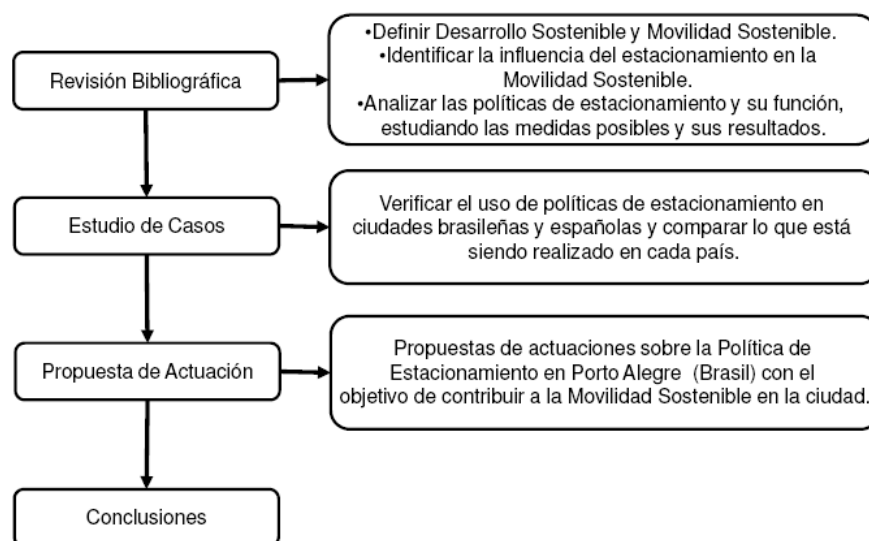 Revisión Bibliográfica
•Definir Desarrollo Sostenible y Movilidad Sostenible.
•Identificar la influencia del estacionamiento en la
Movilidad Sostenible.
•Analizar las políticas de estacionamiento y su función,
estudiando las medidas posibles y sus resultados.
Estudio de Casos
Verificar el uso de políticas de estacionamiento en
ciudades brasileñas y españolas y comparar lo que está
siendo realizado en cada país.
Propuesta de Actuación
Propuestas de actuaciones sobre la Política de
Estacionamiento en Porto Alegre (Brasil) con el
objetivo de contribuir a la Movilidad Sostenible en la ciudad.
Conclusiones